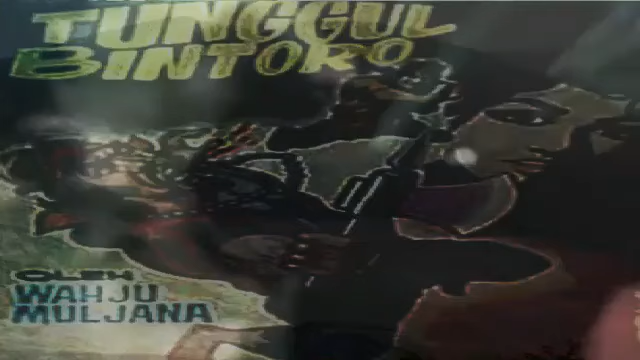 TUNGGUL
BINTORO
OLEH
WAHJU
MULJANA